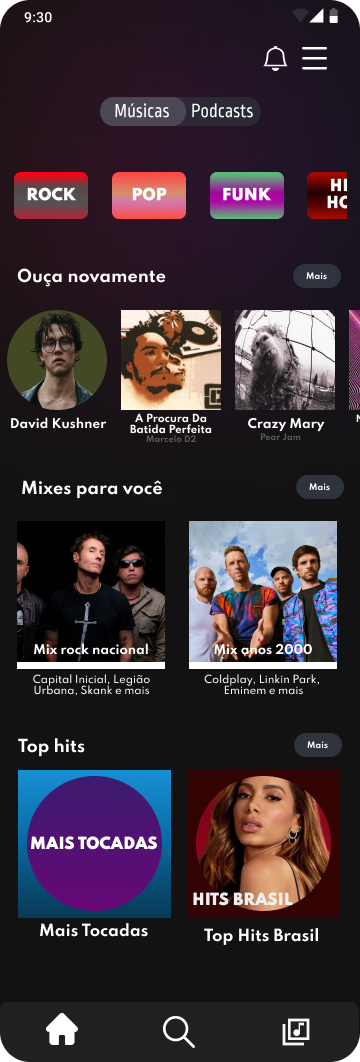 9:30
Músicas Podcasts
ROCK
POP
FUNK
Ouça novamente
Mais
David Kushner
A Procura Da
Batida Perfeita
Marcelo D2
Crazy Mary
Pear Jam
Mixes para você
Mais
Mix rock nacional
Capital Inicial, Legião
Urbana, Skank e mais
Mix anos 2000
Coldplay, Linkin Park,
Eminem e mais
Top hits
Mais
MAIS TOCADAS
Mais Tocadas
HITS BRASIL
Top Hits Brasil